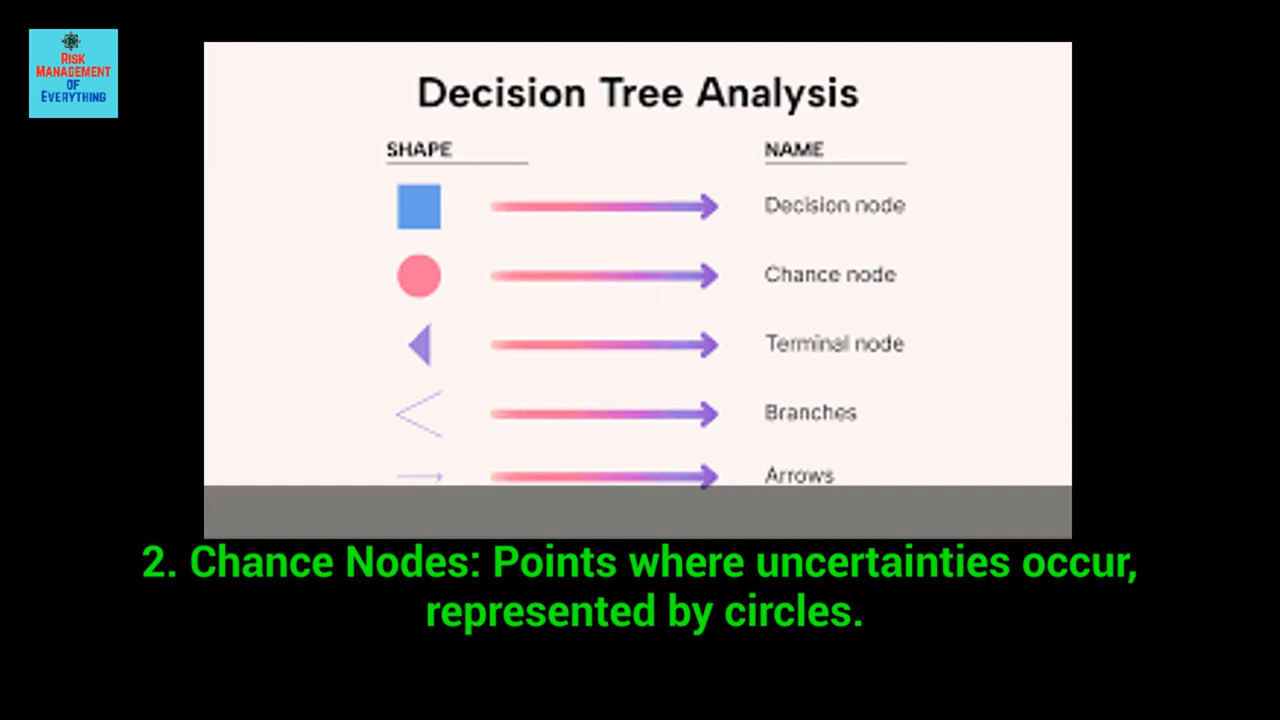 RISK
MANAGEMENT
OF
EVERYTHING
Decision Tree Analysis
SHAPE NAME
Decision node
Chance node
Terminal node
Branches
Arrows
2. Chance Nodes: Points where uncertainties occur,
represented by circles.